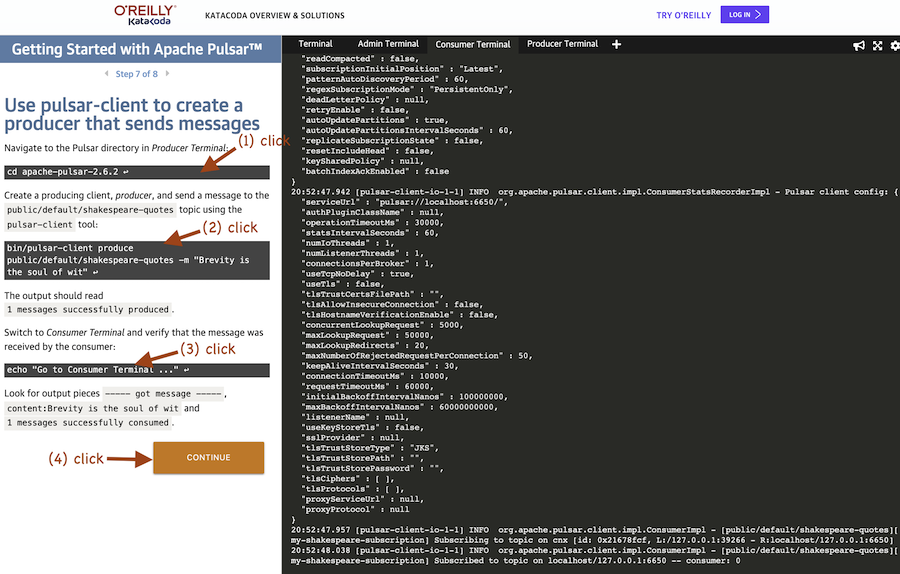 O'REILLY
Katacoda
KATACODA OVERVIEW & SOLUTIONS
TRY O'REILLY
LOG IN
Getting Started with Apache Pulsar™
Step 7 of 8
Use pulsar-client to create a
producer that sends messages
(1) click
Navigate to the Pulsar directory in Producer Terminal:
cd apache-pulsar-2.6.2 ↵
Create a producing client, producer, and send a message to the
public/default/shakespeare-quotes topic using the
pulsar-client tool:
(2) click
bin/pulsar-client produce
public/default/shakespeare-quotes -m "Brevity is
the soul of wit" ↵
The output should read
1 messages successfully produced.
Switch to Consumer Terminal and verify that the message was
received by the consumer:
(3) click
echo "Go to Consumer Terminal ..." ↵
Look for output pieces ----- got message -----,
content:Brevity is the soul of wit and
1 messages successfully consumed.
(4) click
CONTINUE
Terminal
Admin Terminal
Consumer Terminal
Producer Terminal
"readCompacted" : false,
"subscriptionInitialPosition" : "Latest",
"patternAutoDiscoveryPeriod" : 60,
"regexSubscriptionMode" : "PersistentOnly",
"deadLetterPolicy" : null,
"retryEnable" : false,
"autoUpdatePartitions" : true,
"autoUpdatePartitionsIntervalSeconds" : 60,
"replicateSubscriptionState" : false,
"resetIncludeHead" : false,
"keySharedPolicy" : null,
"batchIndexAckEnabled" : false
}
20:52:47.942 [pulsar-client-io-1-1] INFO  org.apache.pulsar.client.impl.ConsumerStatsRecorderImpl - Pulsar client config: {
"serviceUrl" : "pulsar://localhost:6650/",
"authPluginClassName" : null,
"operationTimeoutMs" : 30000,
"statsIntervalSeconds" : 60,
"numIoThreads" : 1,
"numListenerThreads" : 1,
"connectionsPerBroker" : 1,
"useTcpNoDelay" : true,
"useTls" : false,
"tlsTrustCertsFilePath" : "",
"tlsAllowInsecureConnection" : false,
"tlsHostnameVerificationEnable" : false,
"concurrentLookupRequest" : 5000,
"maxLookupRequest" : 50000,
"maxLookupRedirects" : 20,
"maxNumberOfRejectedRequestPerConnection" : 50,
"keepAliveIntervalSeconds" : 30,
"connectionTimeoutMs" : 10000,
"requestTimeoutMs" : 60000,
"initialBackoffIntervalNanos" : 100000000,
"maxBackoffIntervalNanos" : 60000000000,
"listenerName" : null,
"useKeyStoreTls" : false,
"sslProvider" : null,
"tlsTrustStoreType" : "JKS",
"tlsTrustStorePath" : "",
"tlsTrustStorePassword" : "",
"tlsCiphers" : [ ],
"tlsProtocols" : [ ],
"proxyServiceUrl" : null,
"proxyProtocol" : null
}
20:52:47.957 [pulsar-client-io-1-1] INFO  org.apache.pulsar.client.impl.ConsumerImpl - [public/default/shakespeare-quotes][
my-shakespeare-subscription] Subscribing to topic on cnx [id: 0x21678fcf, L:/127.0.0.1:39266 - R:localhost/127.0.0.1:6650]
20:52:48.038 [pulsar-client-io-1-1] INFO  org.apache.pulsar.client.impl.ConsumerImpl - [public/default/shakespeare-quotes][
my-shakespeare-subscription] Subscribed to topic on localhost/127.0.0.1:6650 -- consumer: 0